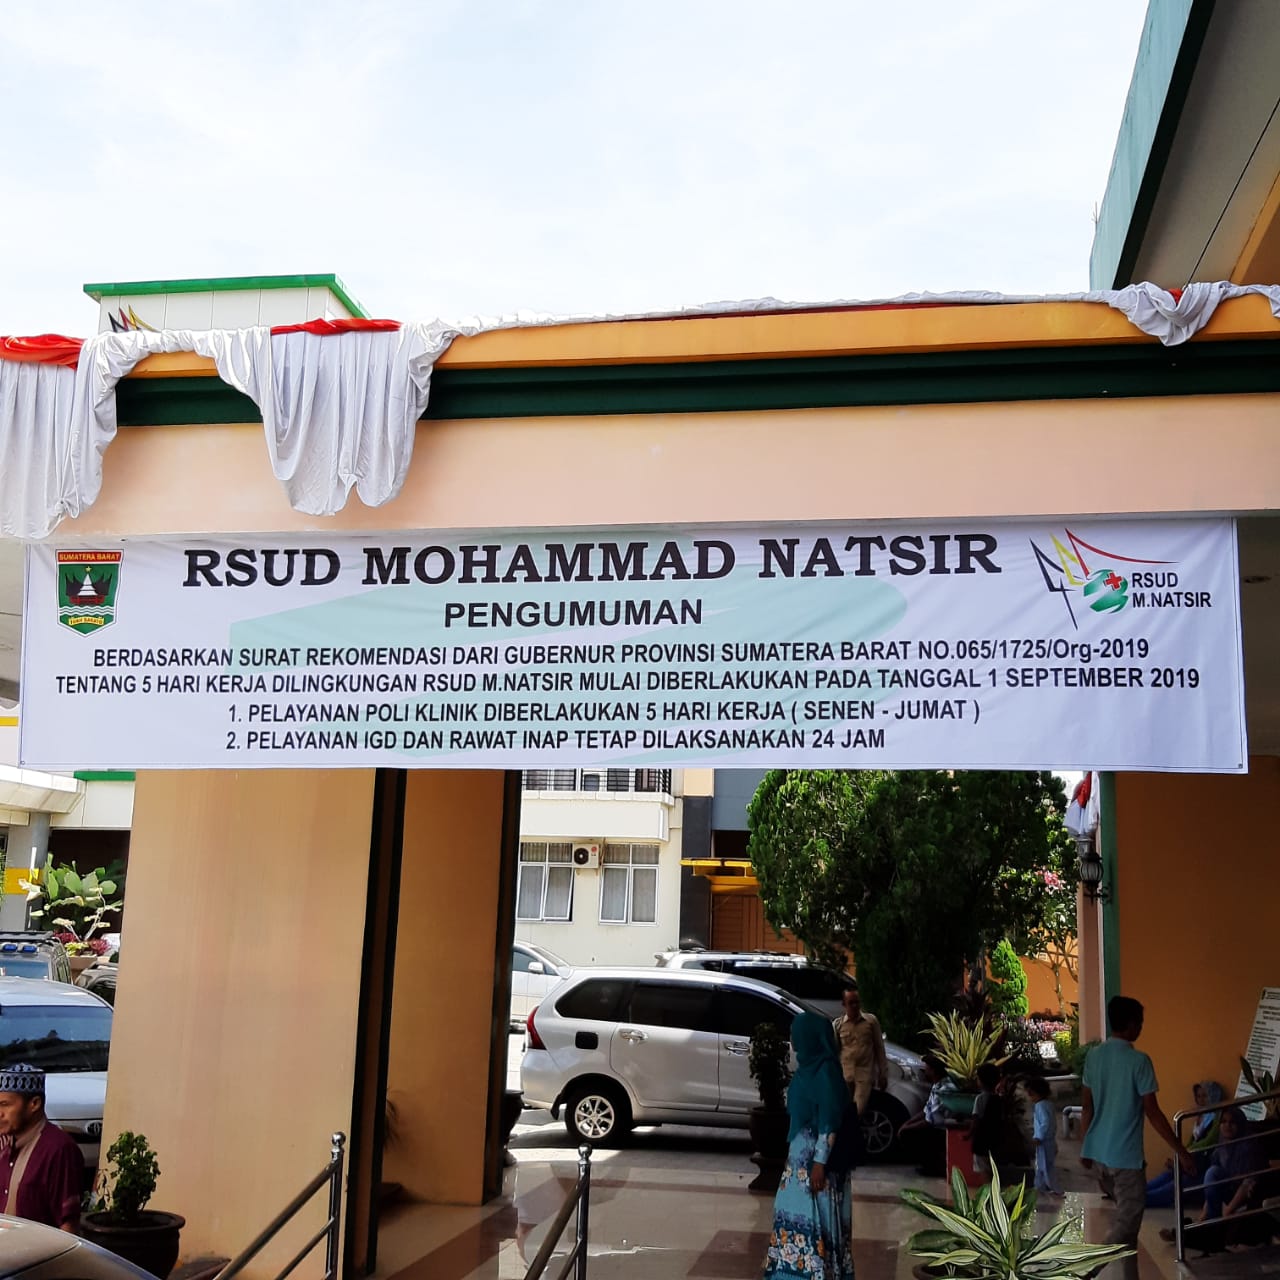 SUMATERA BARAT
RSUD MOHAMMAD NATSIR
RSUD
M.NATSIR
PENGUMUMAN
BERDASARKAN SURAT REKOMENDASI DARI GUBERNUR PROVINSI SUMATERA BARAT NO.065/1725/Org-2019
TENTANG 5 HARI KERJA DILINGKUNGAN RSUD M.NATSIR MULAI DIBERLAKUKAN PADA TANGGAL 1 SEPTEMBER 2019
1. PELAYANAN POLI KLINIK DIBERLAKUKAN 5 HARI KERJA ( SENEN - JUMAT )
2. PELAYANAN IGD DAN RAWAT INAP TETAP DILAKSANAKAN 24 JAM